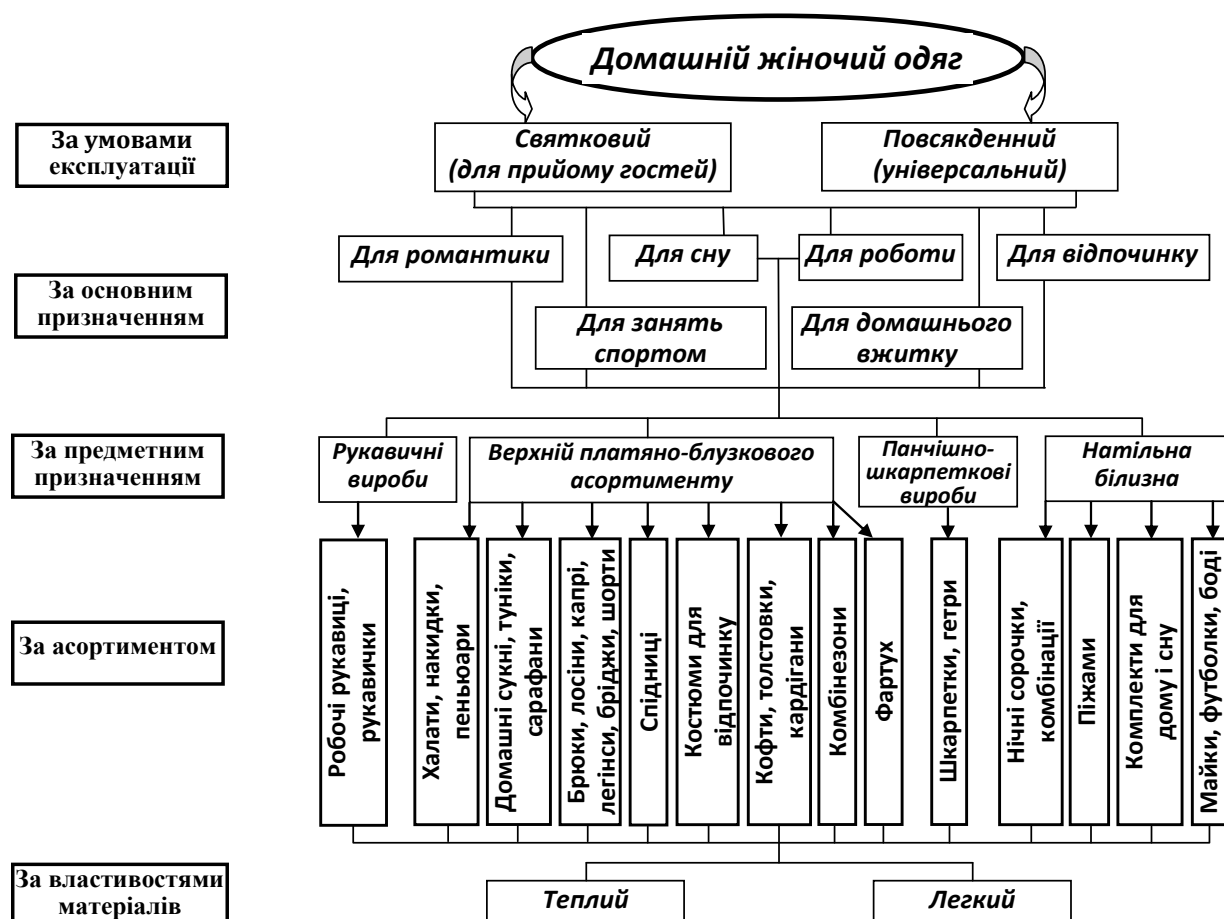 Домашній жіночий одяг
За умовами
експлуатації
Святковий
(для прийому гостей)
Повсякденний
(універсальний)
Для романтики
Для сну
Для роботи
Для відпочинку
За основним
призначенням
Для занять
спортом
Для домашнього
вжитку
За предметним
призначенням
Рукавичні
вироби
Верхній платяно-блузкового
асортименту
Панчішно-
шкарпеткові
вироби
Натільна
білизна
За асортиментом
Робочі рукавиці,
рукавички
Халати, накидки,
пеньюари
Домашні сукні, туніки,
сарафани
Брюки, лосіни, капрі,
легінси, бріджи, шорти
Спідниці
Костюми для
відпочинку
Кофти, толстовки,
кардігани
Комбінезони
Фартух
Шкарпетки, гетри
Нічні сорочки,
комбінації
Піжами
Комплекти для
дому і сну
Майки, футболки, боді
За властивостями
матеріалів
Теплий
Легкий